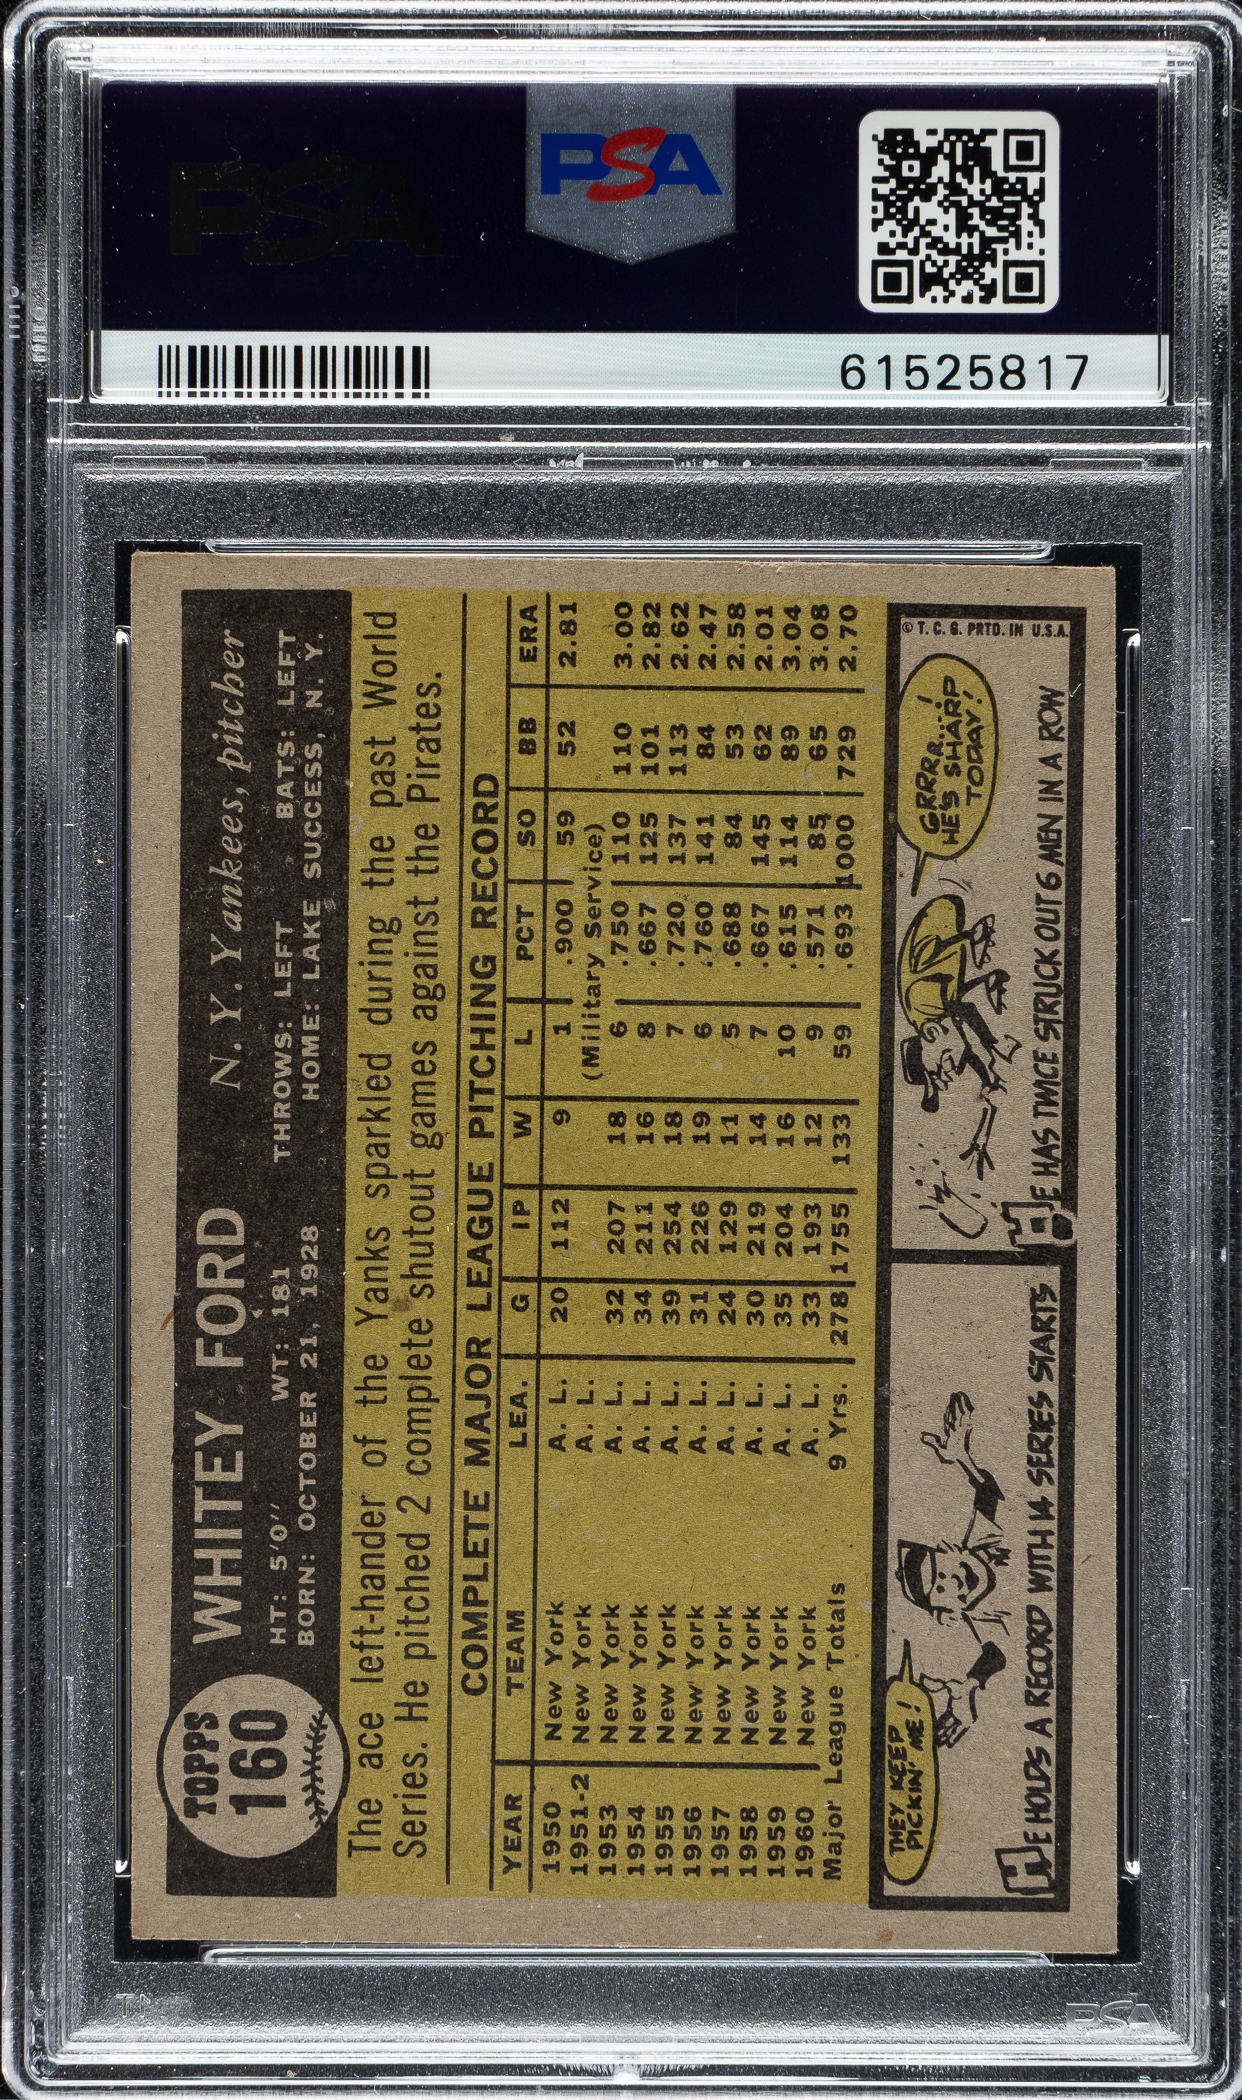 PSA
PSA
61525817
TOPPS
160
WHITEY FORD N. Y. Yankees, pitcher
HT: 5'0" WT: 181 THROWS: LEFT BATS: LEFT
BORN: OCTOBER 21, 1928 HOME: LAKE SUCCESS, N. Y.
The ace left-hander of the Yanks sparkled during the past World
Series. He pitched 2 complete shutout games against the Pirates.
COMPLETE MAJOR LEAGUE PITCHING RECORD
YEAR TEAM LEA. G IP W L PCT SO BB ERA
1950 New York A. L. 20 112 9 1 .900 59 52 2.81
1951-2 New York A. L. (Military Service)
1953 New York A. L. 32 207 18 6 .750 110 110 3.00
1954 New York A. L. 34 211 16 8 .667 125 101 2.82
1955 New York A. L. 39 254 18 7 .720 137 113 2.62
1956 New York A. L. 31 226 19 6 .760 141 84 2.47
1957 New York A. L. 24 129 11 5 .688 84 53 2.58
1958 New York A. L. 30 219 14 7 .667 145 62 2.01
1959 New York A. L. 35 204 16 10 .615 114 89 3.04
1960 New York A. L. 33 193 12 9 .571 85 65 3.08
Major League Totals 9 Yrs. 278 1755 133 59 .693 1000 729 2.70
THEY KEEP
PICKIN' ME!
HE HOLDS A RECORD WITH 14 SERIES STARTS
GRRRR...!
HE'S SHARP
TODAY!
HE HAS TWICE STRUCK OUT 6 MEN IN A ROW
© T. C. G. PRTD. IN U.S.A.
PSA